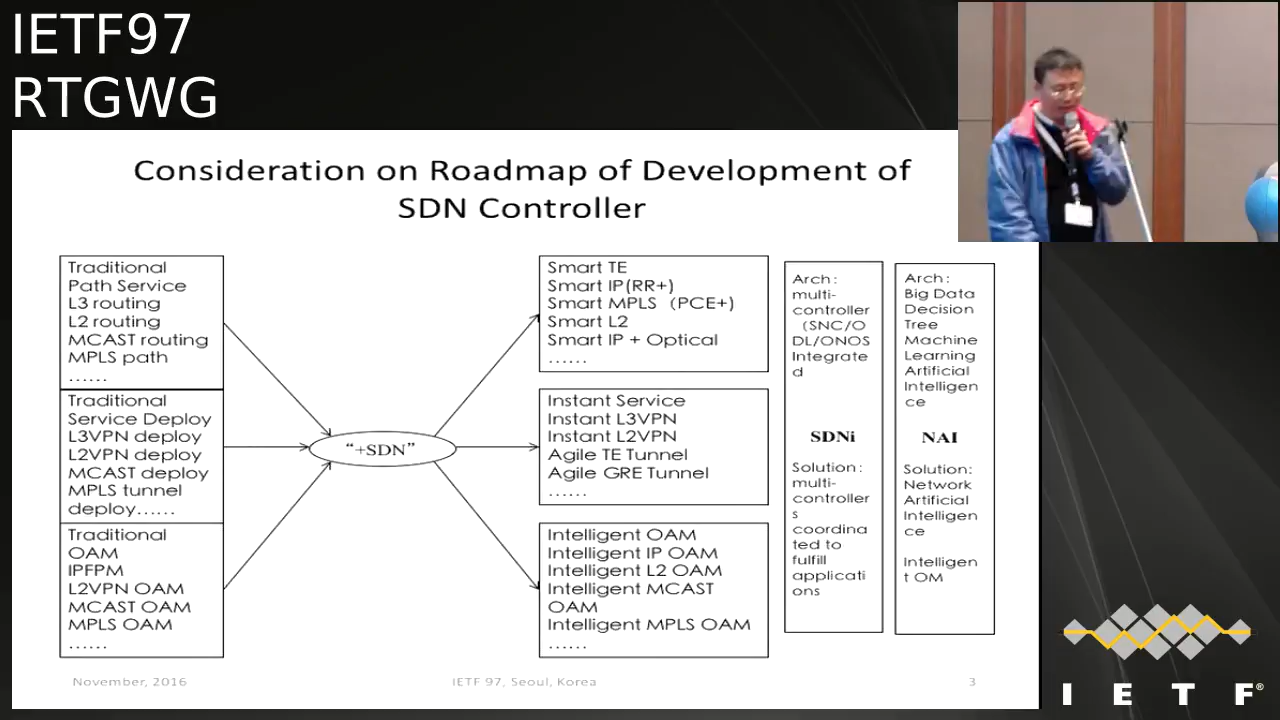 IETF97
RTGWG
Consideration on Roadmap of Development of
SDN Controller
Traditional
Path Service
L3 routing
L2 routing
MCAST routing
MPLS path
……
Traditional
Service Deploy
L3VPN deploy
L2VPN deploy
MCAST deploy
MPLS tunnel
deploy……
Traditional
OAM
IPFPM
L2VPN OAM
MCAST OAM
MPLS OAM
……
“+SDN”
Smart TE
Smart IP(RR+)
Smart MPLS（PCE+)
Smart L2
Smart IP + Optical
……
Instant Service
Instant L3VPN
Instant L2VPN
Agile TE Tunnel
Agile GRE Tunnel
……
Intelligent OAM
Intelligent IP OAM
Intelligent L2 OAM
Intelligent MCAST
OAM
Intelligent MPLS OAM
……
Arch:
multi-
controller
（SNC/O
DL/ONOS
Integrate
d
SDNi
Solution:
multi-
controller
s
coordina
ted to
fulfill
applicati
ons
Arch:
Big Data
Decision
Tree
Machine
Learning
Artificial
Intelligen
ce
NAI
Solution:
Network
Artificial
Intelligen
ce
Intelligen
t OM
November, 2016
IETF 97, Seoul, Korea
3
I E T F®